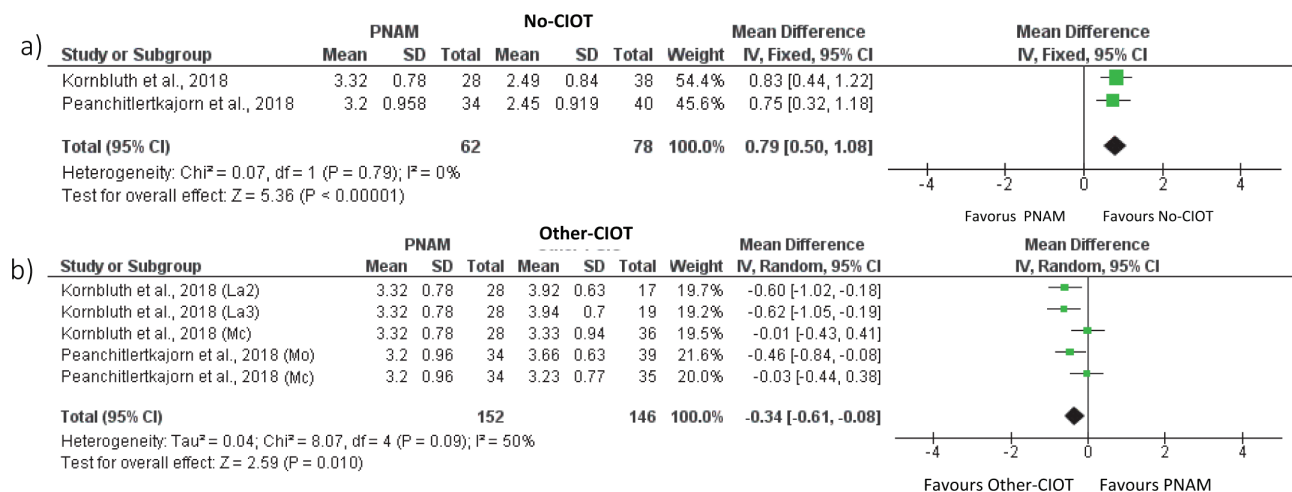 No-CIOT
a)
PNAM Mean Difference Mean Difference
Study or Subgroup Mean SD Total Mean SD Total Weight IV, Fixed, 95% CI IV, Fixed, 95% CI
Kornbluth et al., 2018 3.32 0.78 28 2.49 0.84 38 54.4% 0.83 [0.44, 1.22]
Peanchitlertkajorn et al., 2018 3.2 0.958 34 2.45 0.919 40 45.6% 0.75 [0.32, 1.18]
Total (95% CI) 62 78 100.0% 0.79 [0.50, 1.08]
Heterogeneity: Chi² = 0.07, df = 1 (P = 0.79); I² = 0%
Test for overall effect: Z = 5.36 (P < 0.00001)
-4 -2 0 2 4
Favorus PNAM Favours No-CIOT
Other-CIOT
b)
PNAM Mean Difference Mean Difference
Study or Subgroup Mean SD Total Mean SD Total Weight IV, Random, 95% CI IV, Random, 95% CI
Kornbluth et al., 2018 (La2) 3.32 0.78 28 3.92 0.63 17 19.7% -0.60 [-1.02, -0.18]
Kornbluth et al., 2018 (La3) 3.32 0.78 28 3.94 0.7 19 19.2% -0.62 [-1.05, -0.19]
Kornbluth et al., 2018 (Mc) 3.32 0.78 28 3.33 0.94 36 19.5% -0.01 [-0.43, 0.41]
Peanchitlertkajorn et al., 2018 (Mo) 3.2 0.96 34 3.66 0.63 39 21.6% -0.46 [-0.84, -0.08]
Peanchitlertkajorn et al., 2018 (Mc) 3.2 0.96 34 3.23 0.77 35 20.0% -0.03 [-0.44, 0.38]
Total (95% CI) 152 146 100.0% -0.34 [-0.61, -0.08]
Heterogeneity: Tau² = 0.04; Chi² = 8.07, df = 4 (P = 0.09); I² = 50%
Test for overall effect: Z = 2.59 (P = 0.010)
-4 -2 0 2 4
Favours Other-CIOT Favours PNAM